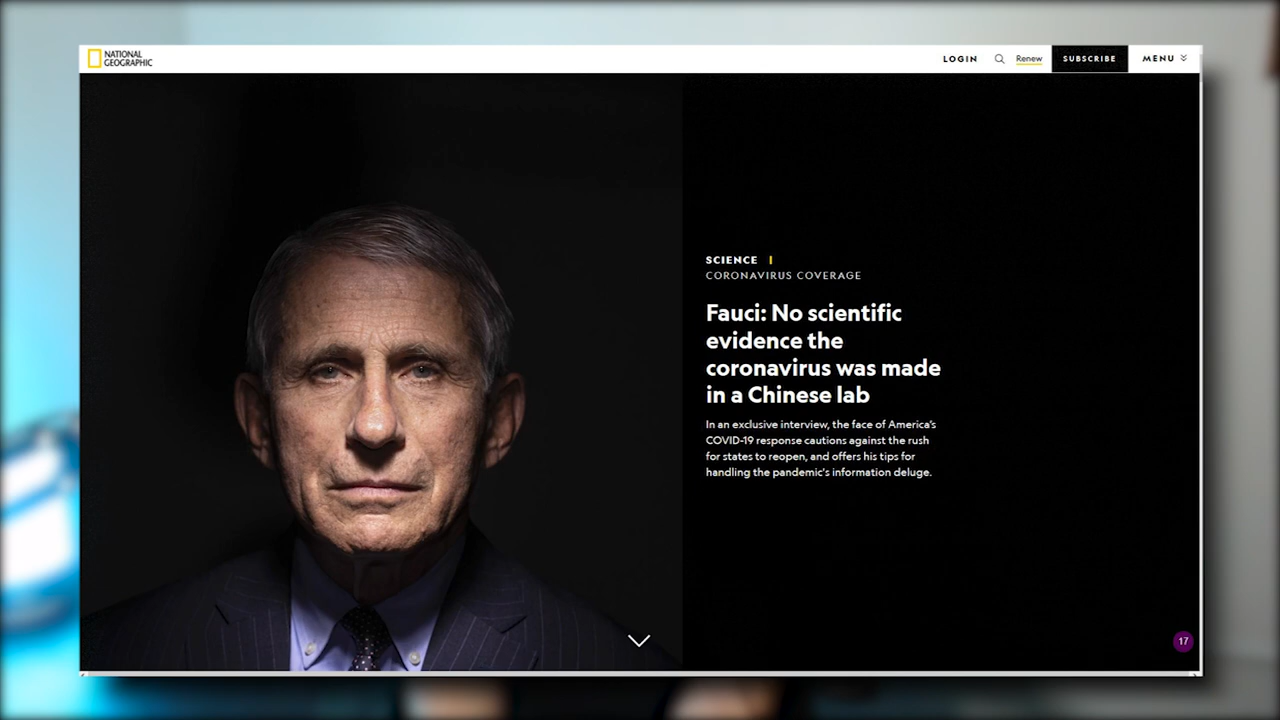 NATIONAL
GEOGRAPHIC
LOGIN
Renew
SUBSCRIBE
MENU
SCIENCE
CORONAVIRUS COVERAGE
Fauci: No scientific
evidence the
coronavirus was made
in a Chinese lab
In an exclusive interview, the face of America's
COVID-19 response cautions against the rush
for states to reopen, and offers his tips for
handling the pandemic's information deluge.
17